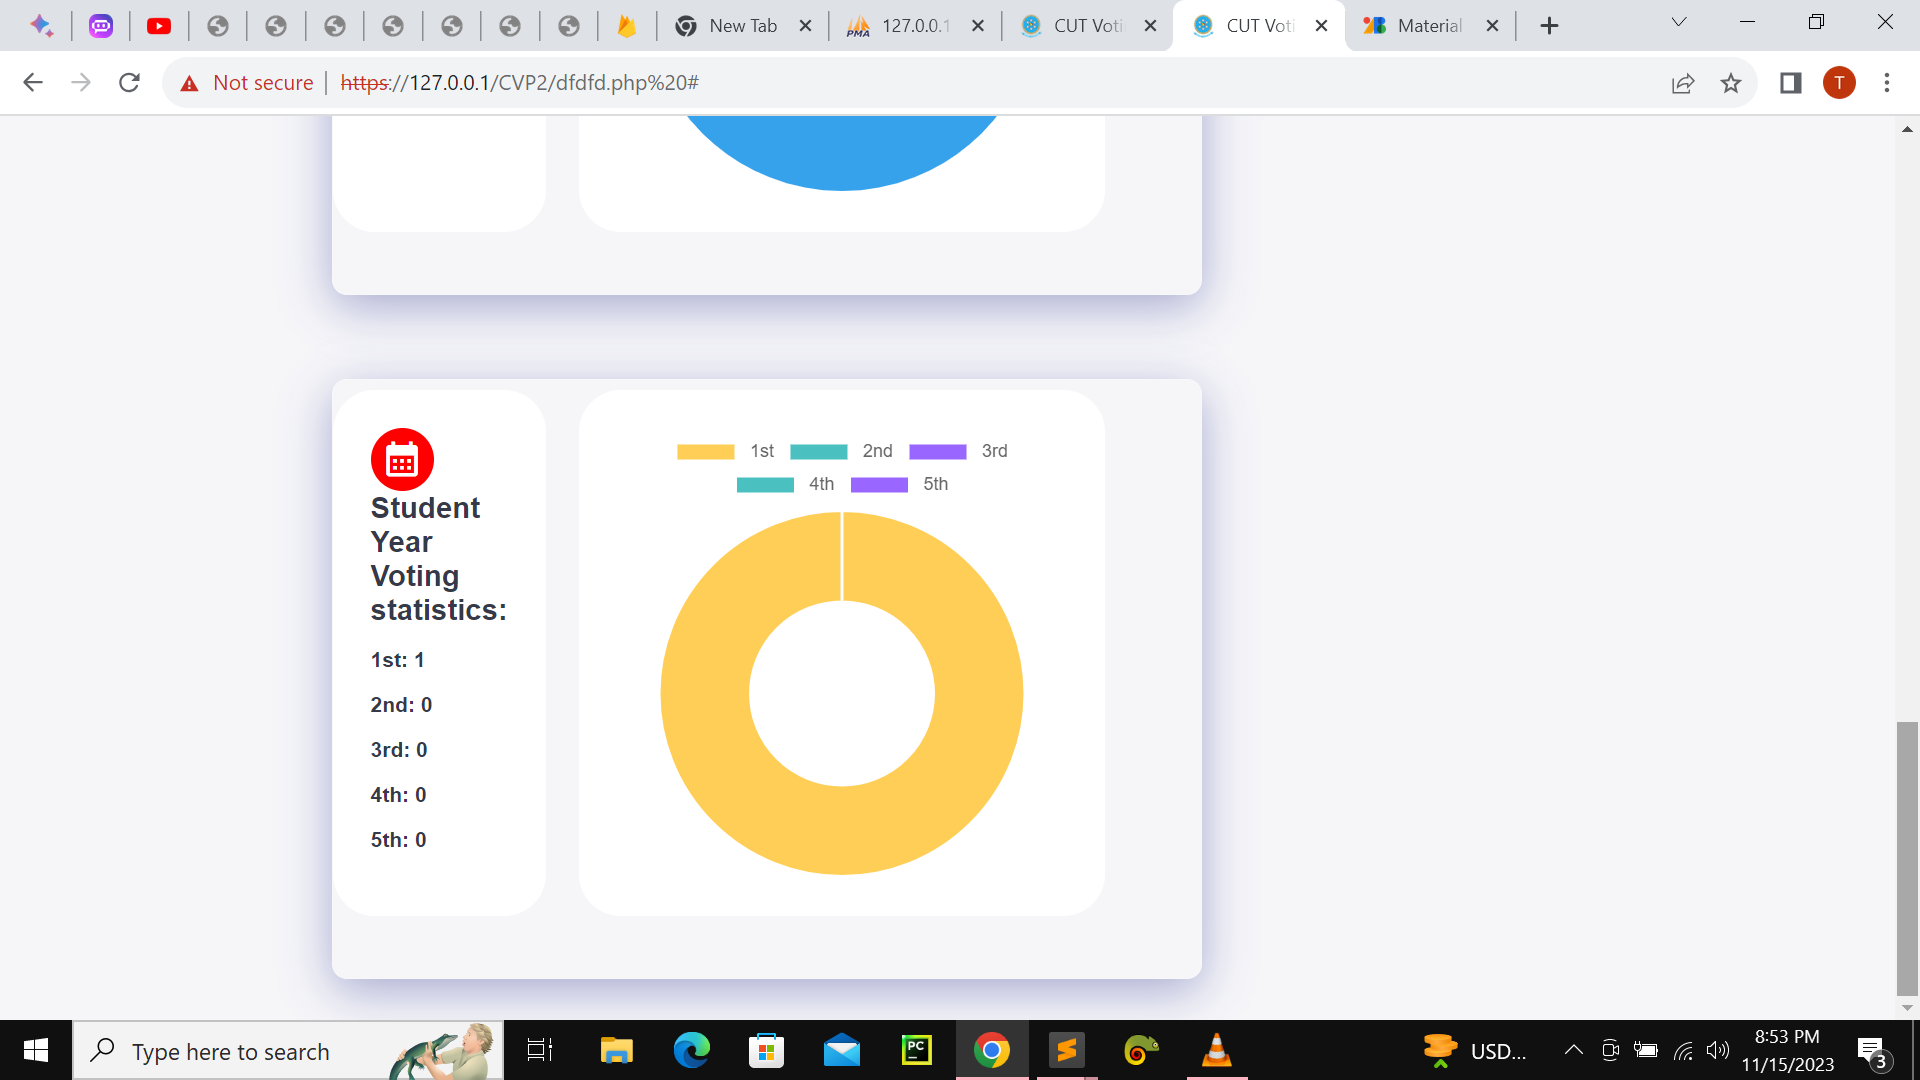 New Tab
127.0.0.1
CUT Voti
CUT Voti
Material
Not secure
https://127.0.0.1/CVP2/dfdfd.php%20#
T
1st
2nd
3rd
4th
5th
Student
Year
Voting
statistics:
1st: 1
2nd: 0
3rd: 0
4th: 0
5th: 0
Type here to search
PC
USD...
8:53 PM
11/15/2023
3
PMA